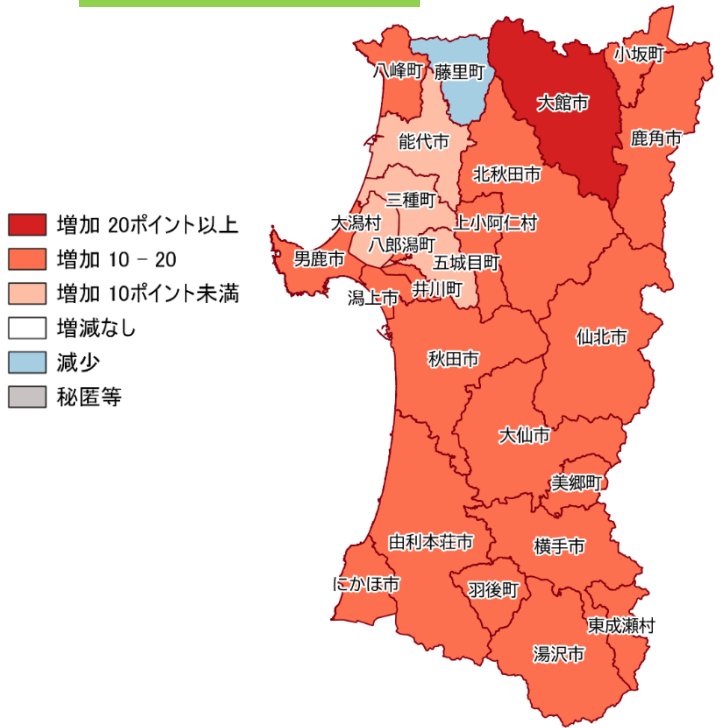 小坂町
八峰町
藤里町
大館市
鹿角市
能代市
北秋田市
三種町
大潟村
上小阿仁村
八郎潟町
男鹿市
五城目町
井川町
潟上市
仙北市
秋田市
大仙市
美郷町
由利本荘市
横手市
にかほ市
羽後町
東成瀬村
湯沢市
増加 20ポイント以上
増加 10 - 20
増加 10ポイント未満
増減なし
減少
秘匿等